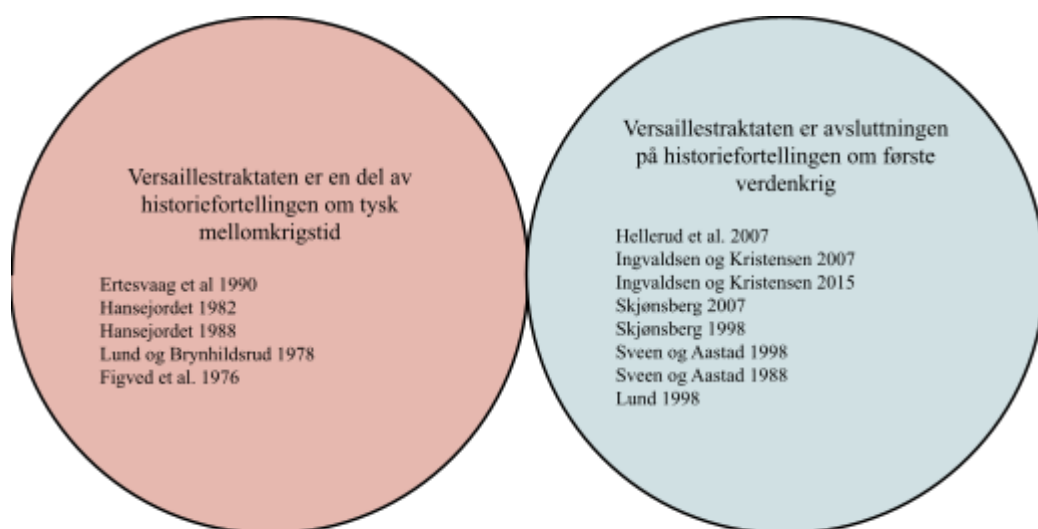 Versaillestraktaten er en del av
historiefortellingen om tysk
mellomkrigstid
Ertesvaag et al 1990
Hansejordet 1982
Hansejordet 1988
Lund og Brynhildsrud 1978
Figved et al. 1976
Versaillestraktaten er avsluttningen
på historiefortellingen om første
verdenkrig
Hellerud et al. 2007
Ingvaldsen og Kristensen 2007
Ingvaldsen og Kristensen 2015
Skjønsberg 2007
Skjønsberg 1998
Sveen og Aastad 1998
Sveen og Aastad 1988
Lund 1998